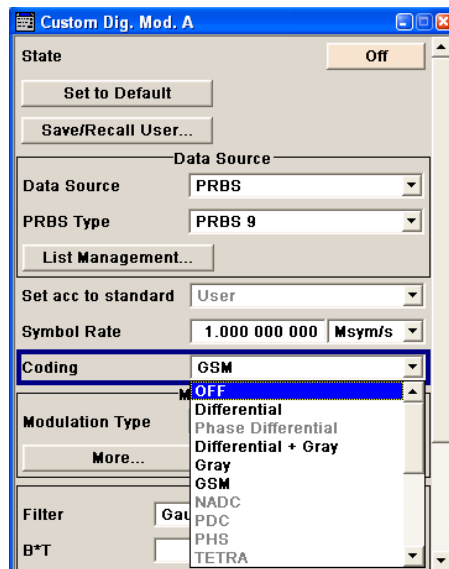 Custom Dig. Mod. A
State Off
Set to Default
Save/Recall User...
Data Source
Data Source PRBS
PRBS Type PRBS 9
List Management...
Set acc to standard User
Symbol Rate 1.000 000 000 Msym/s
Coding GSM
OFF
Differential
Phase Differential
Differential + Gray
Gray
GSM
NADC
PDC
PHS
TETRA
M
Modulation Type
More...
Filter Gau
B*T